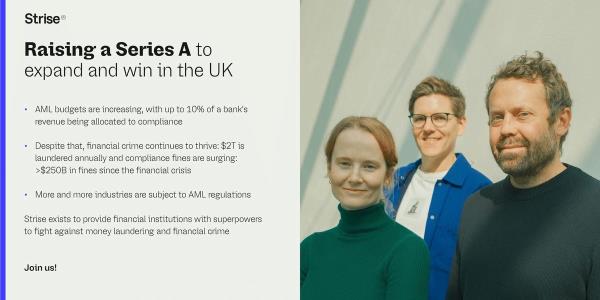 Strise®
Raising a Series A to
expand and win in the UK
• AML budgets are increasing, with up to 10% of a bank's
revenue being allocated to compliance
• Despite that, financial crime continues to thrive: $2T is
laundered annually and compliance fines are surging:
>$250B in fines since the financial crisis
• More and more industries are subject to AML regulations
Strise exists to provide financial institutions with superpowers
to fight against money laundering and financial crime
Join us!